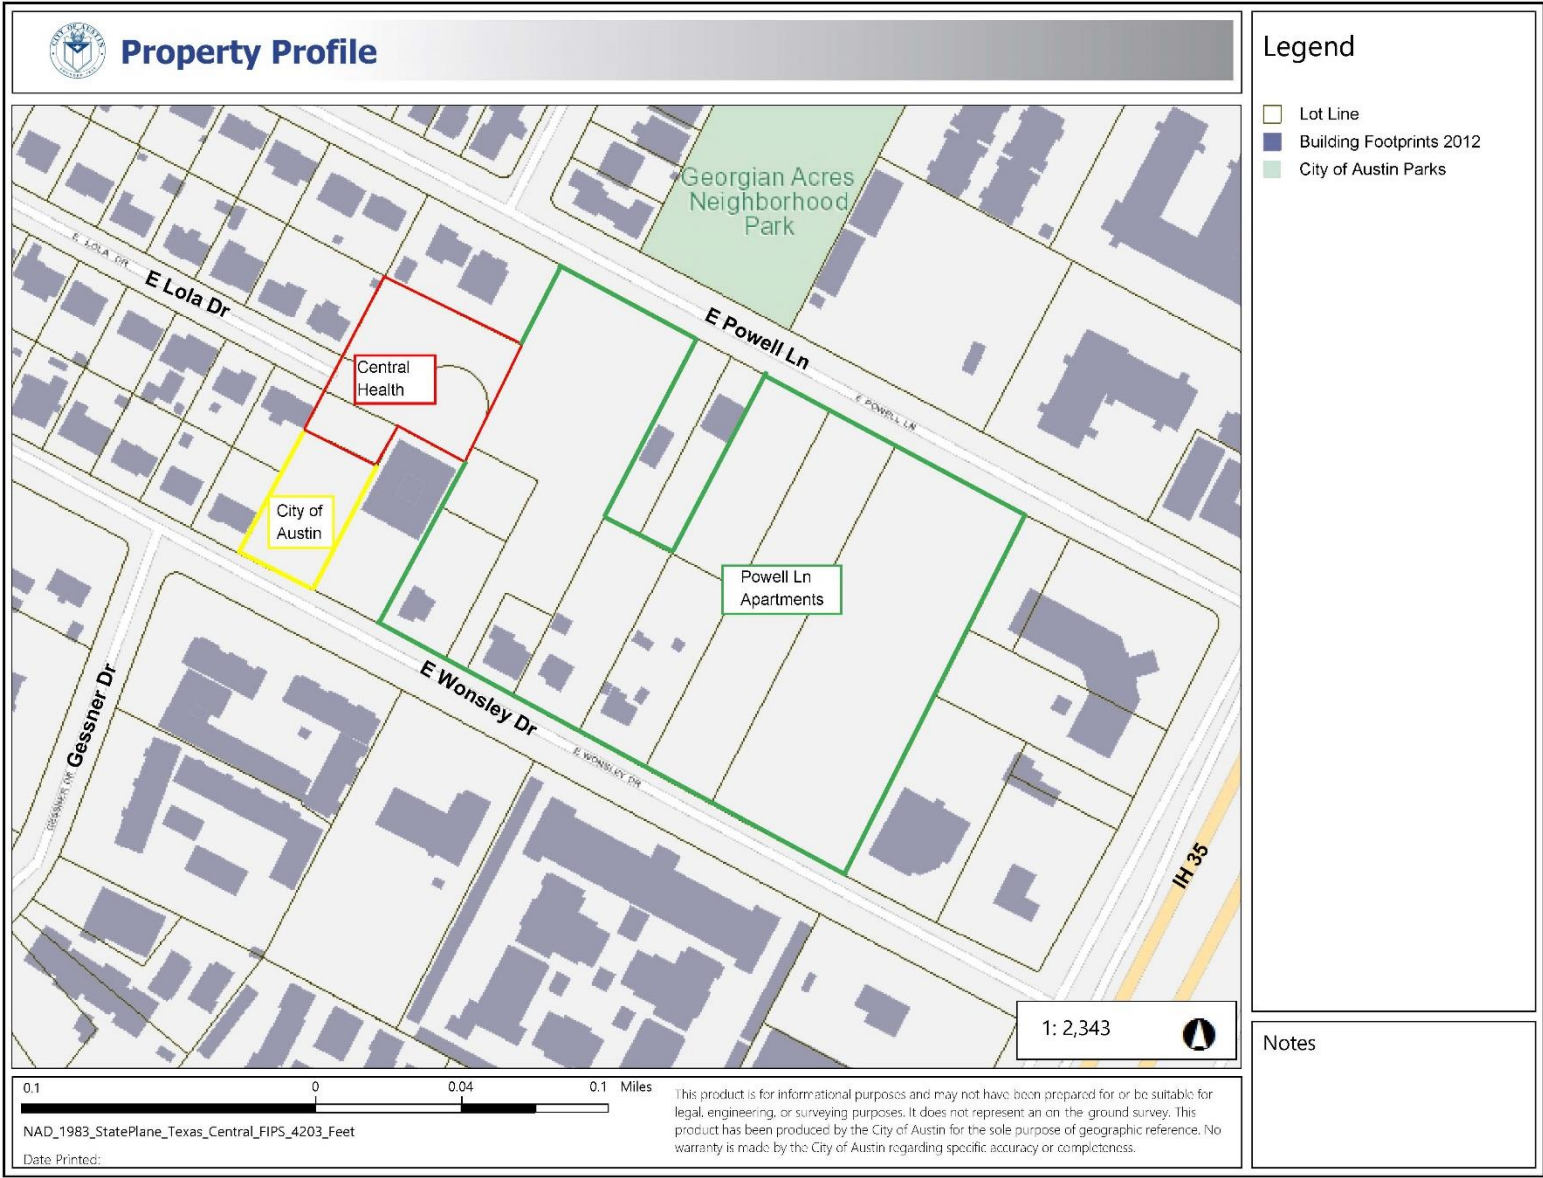 CITY OF AUSTIN
Property Profile
Legend
Lot Line
Building Footprints 2012
City of Austin Parks
Georgian Acres
Neighborhood
Park
E LOLA DR
E Lola Dr
E Powell Ln
E POWELL LN
Central
Health
City of
Austin
Powell Ln
Apartments
E Wonsley Dr
E WONSLEY DR
Gessner Dr
GESSNER DR
IH 35
1: 2,343
Notes
0.1 0 0.04 0.1 Miles
NAD_1983_StatePlane_Texas_Central_FIPS_4203_Feet
Date Printed:
This product is for informational purposes and may not have been prepared for or be suitable for
legal, engineering, or surveying purposes. It does not represent an on the ground survey. This
product has been produced by the City of Austin for the sole purpose of geographic reference. No
warranty is made by the City of Austin regarding specific accuracy or completeness.